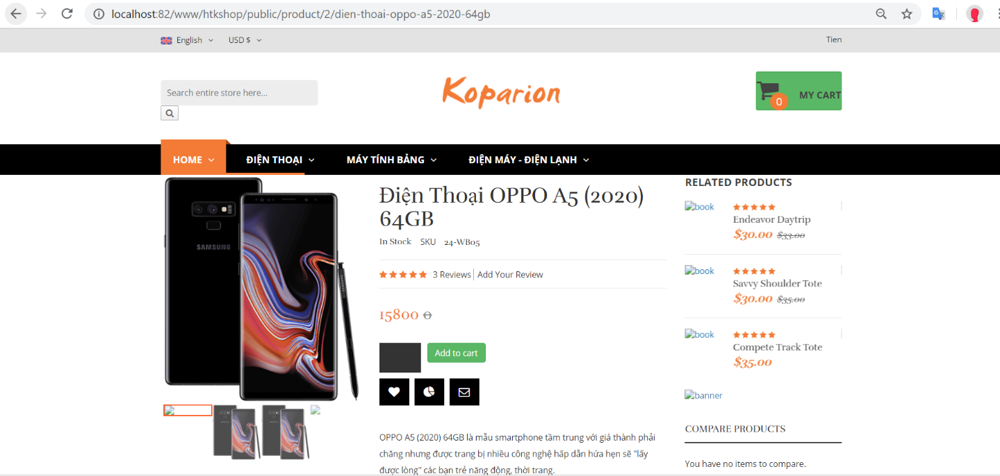 localhost:82/www/htkshop/public/product/2/dien-thoai-oppo-a5-2020-64gb
English USD $ Tien
Search entire store here...
Koparion
0 MY CART
HOME ĐIỆN THOẠI MÁY TÍNH BẢNG ĐIỆN MÁY - ĐIỆN LẠNH
SAMSUNG
Điện Thoại OPPO A5 (2020)
64GB
In Stock SKU 24-WB05
3 Reviews Add Your Review
15800 0
Add to cart
OPPO A5 (2020) 64GB là mẫu smartphone tầm trung với giá thành phải
chăng nhưng được trang bị nhiều công nghệ hấp dẫn hứa hẹn sẽ "lấy
được lòng" các bạn trẻ năng động, thời trang.
RELATED PRODUCTS
book
Endeavor Daytrip
$30.00 $33.00
book
Savvy Shoulder Tote
$30.00 $35.00
book
Compete Track Tote
$35.00
banner
COMPARE PRODUCTS
You have no items to compare.